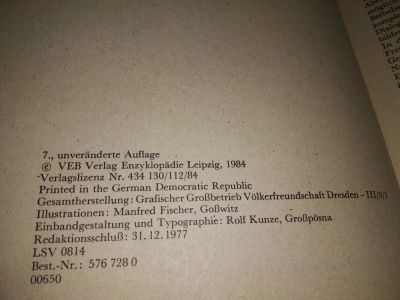 7., unveränderte Auflage
© VEB Verlag Enzyklopädie Leipzig, 1984
Verlagslizenz Nr. 434 130/112/84
Printed in the German Democratic Republic
Gesamtherstellung: Grafischer Großbetrieb Völkerfreundschaft Dresden – III/9/1
Illustrationen: Manfred Fischer, Goßwitz
Einbandgestaltung und Typographie: Rolf Kunze, Großpösna
Redaktionsschluß: 31.12.1977
LSV 0814
Best.-Nr.: 576 728 0
00650